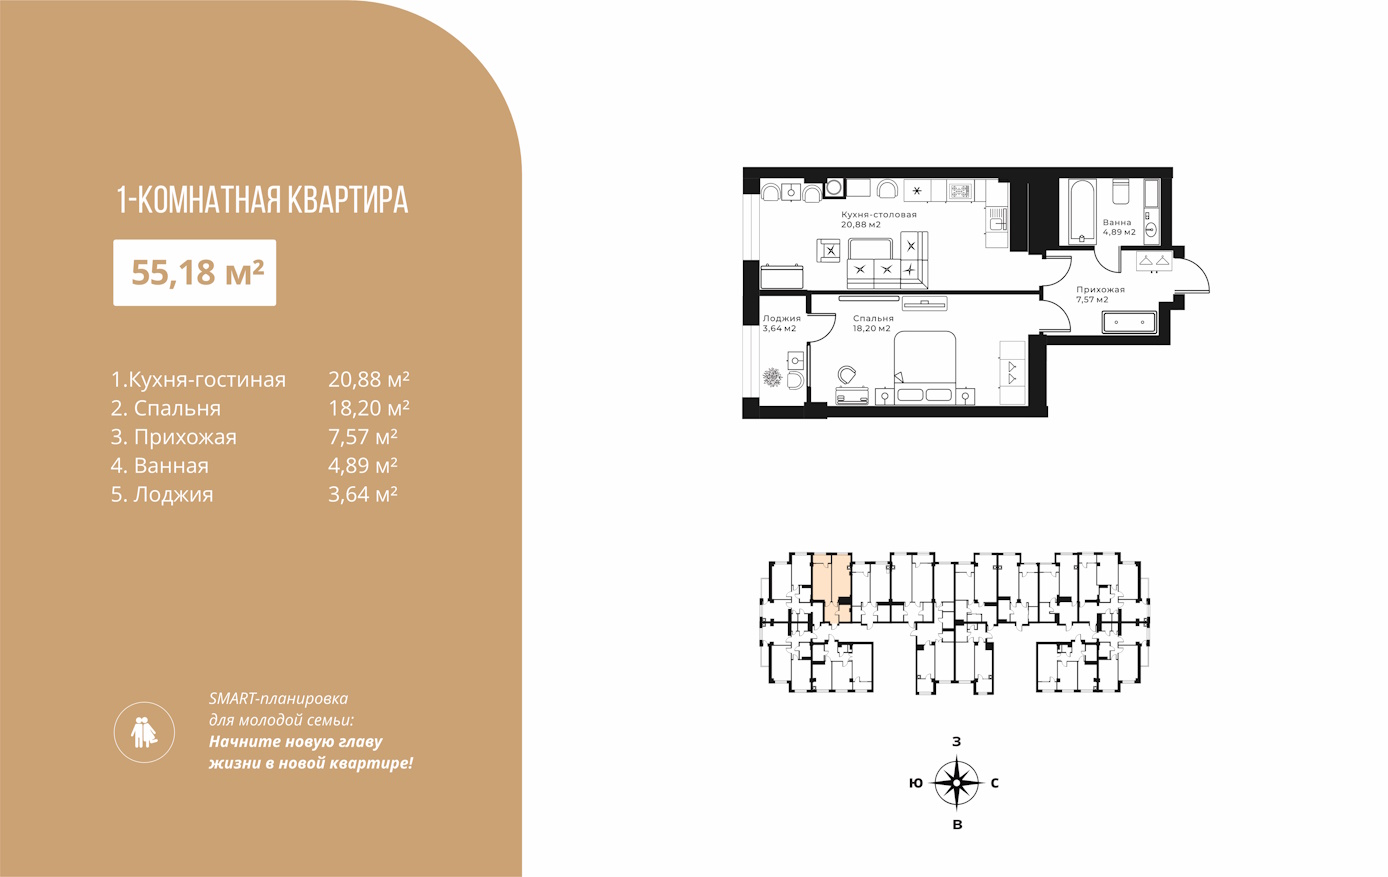 1-КОМНАТНАЯ КВАРТИРА
55,18 м²
1.Кухня-гостиная 20,88 м²
2. Спальня 18,20 м²
3. Прихожая 7,57 м²
4. Ванная 4,89 м²
5. Лоджия 3,64 м²
SMART-планировка
для молодой семьи:
Начните новую главу
жизни в новой квартире!
Кухня-столовая
20,88 м2
Ванна
4,89 м2
Прихожая
7,57 м2
Лоджия
3,64 м2
Спальня
18,20 м2
З
Ю С
В